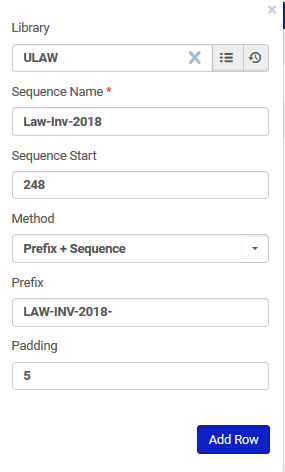 Library
ULAW
Sequence Name *
Law-Inv-2018
Sequence Start
248
Method
Prefix + Sequence
Prefix
LAW-INV-2018-
Padding
5
Add Row